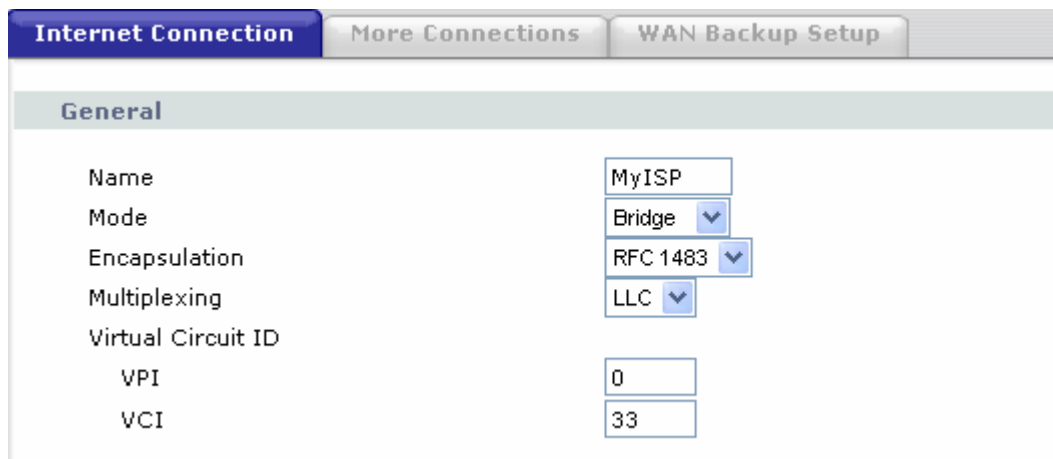 Internet Connection More Connections WAN Backup Setup
General
Name MyISP
Mode Bridge
Encapsulation RFC 1483
Multiplexing LLC
Virtual Circuit ID
VPI 0
VCI 33